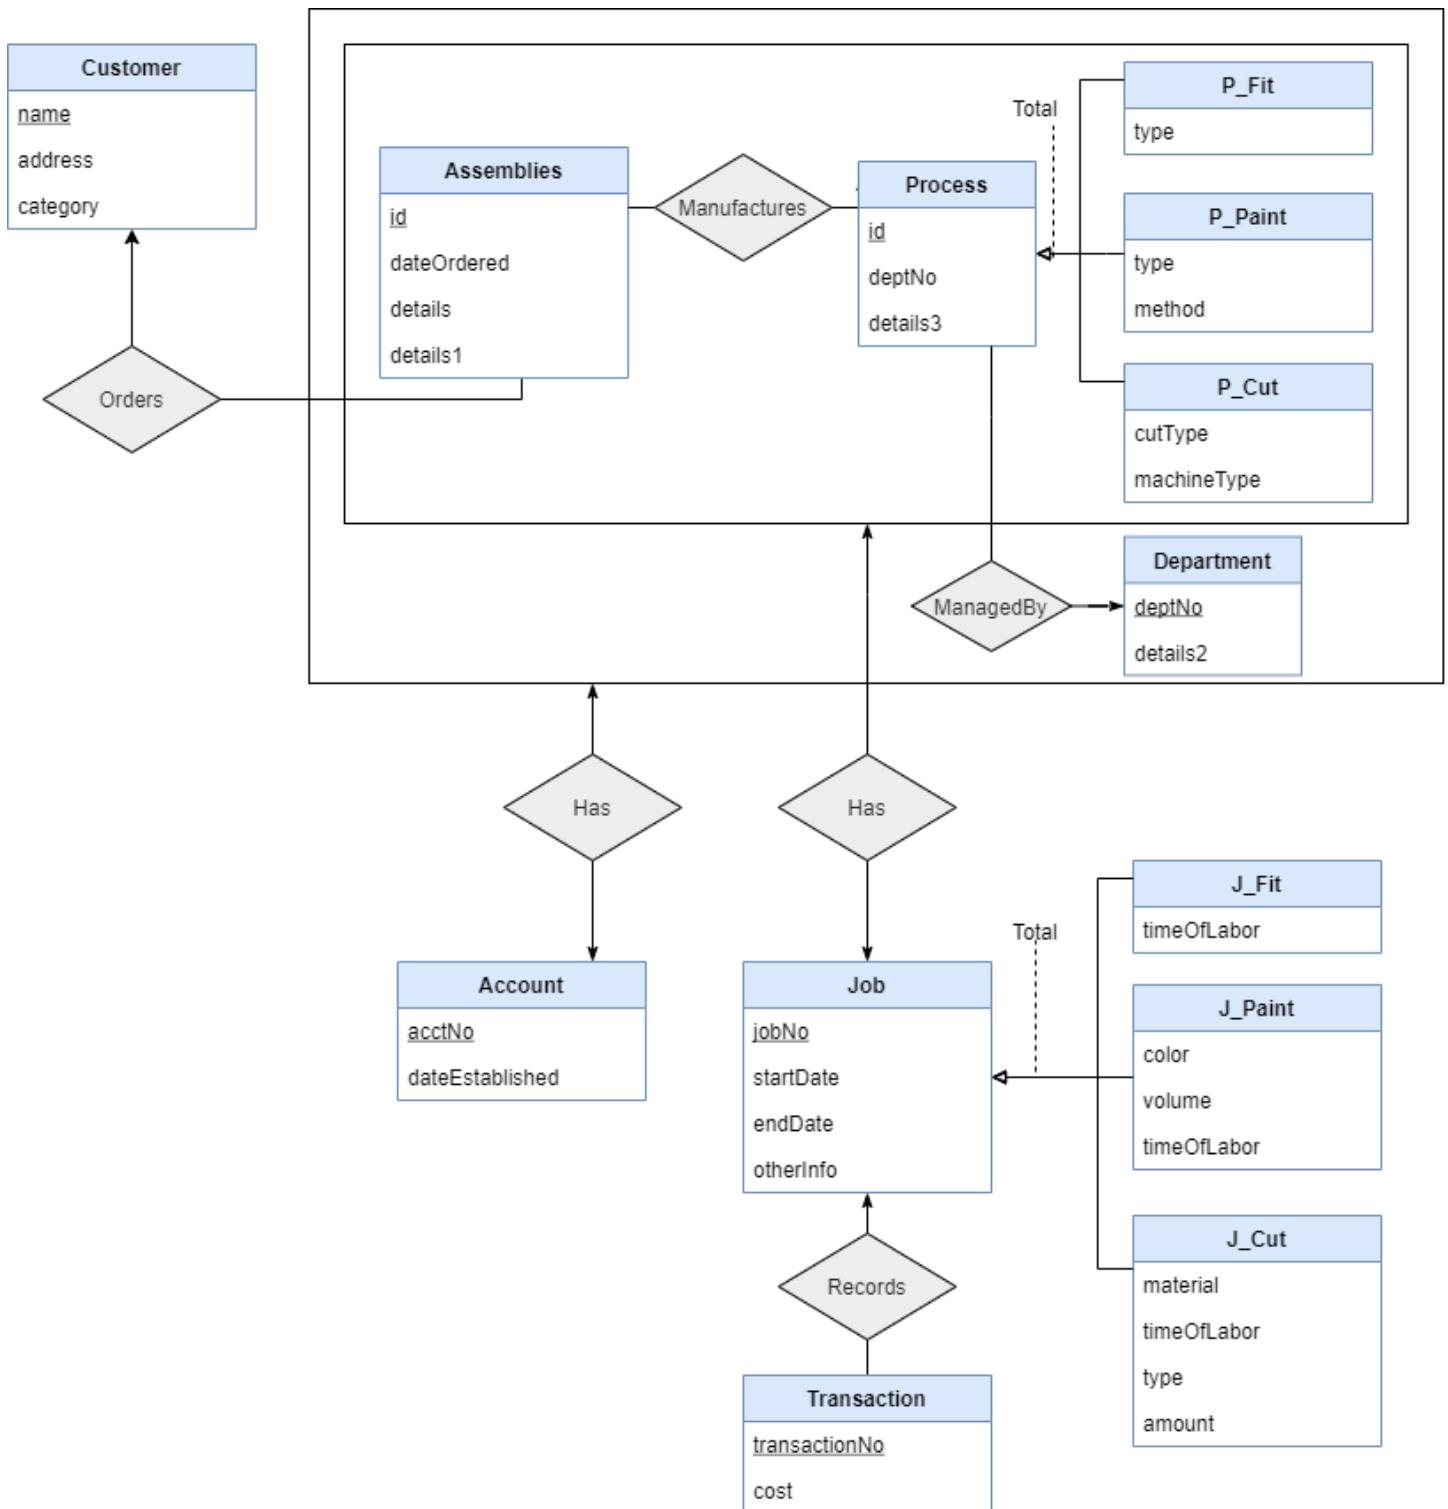 Customer
name
address
category
Orders
Assemblies
id
dateOrdered
details
details1
Manufactures
Process
id
deptNo
details3
Total
P_Fit
type
P_Paint
type
method
P_Cut
cutType
machineType
ManagedBy
Department
deptNo
details2
Has
Has
Account
acctNo
dateEstablished
Job
jobNo
startDate
endDate
otherInfo
Total
J_Fit
timeOfLabor
J_Paint
color
volume
timeOfLabor
J_Cut
material
timeOfLabor
type
amount
Records
Transaction
transactionNo
cost